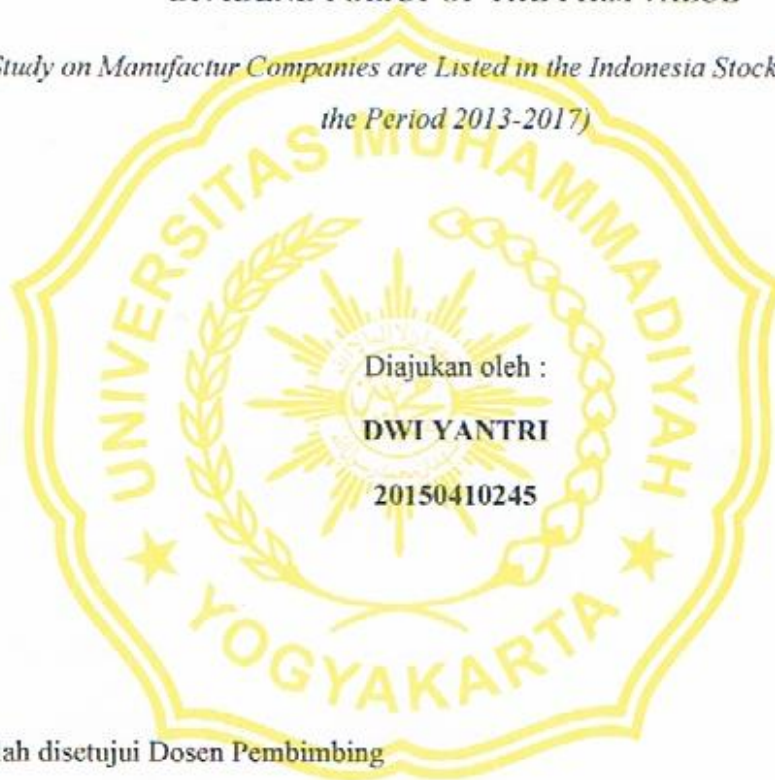 Study on Manufactur Companies are Listed in the Indonesia Stock
the Period 2013-2017)
UNIVERSITAS MUHAMMADIYAH
YOGYAKARTA
Diajukan oleh :
DWI YANTRI
20150410245
lah disetujui Dosen Pembimbing